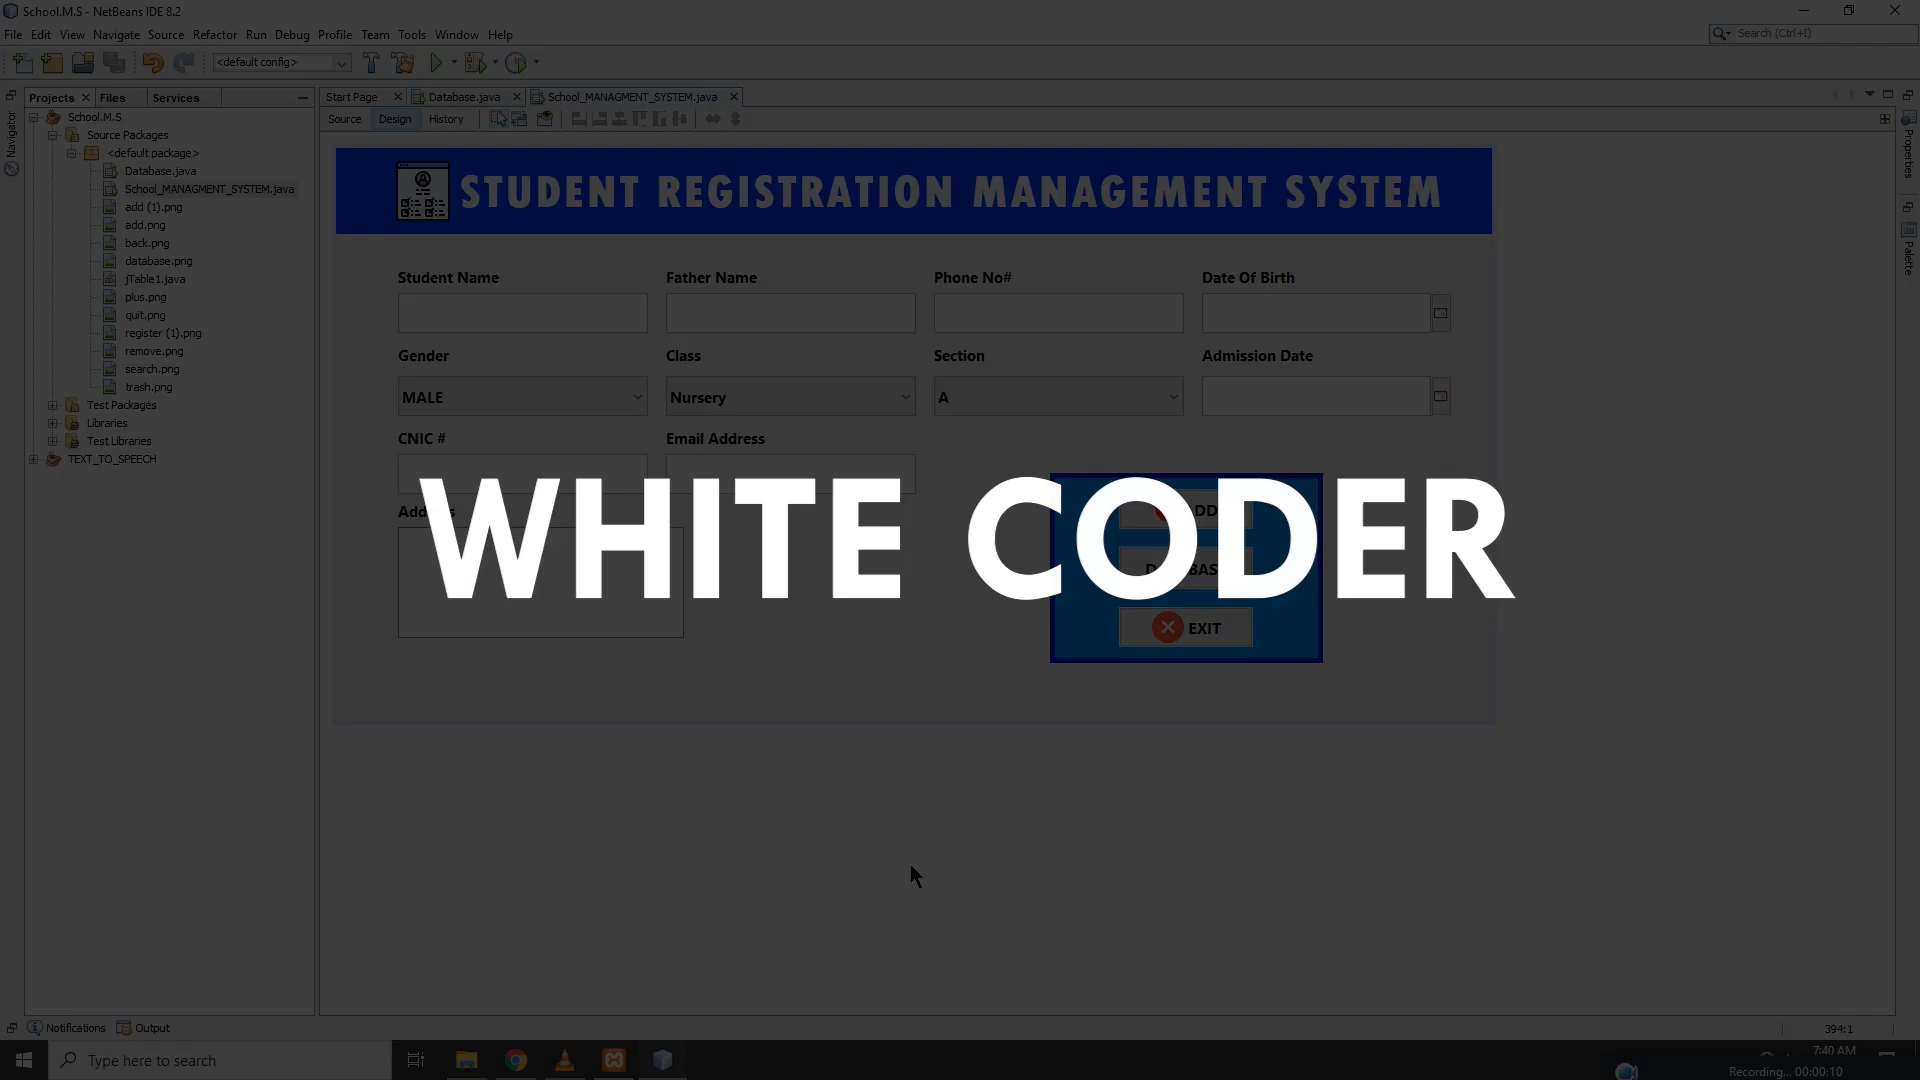 School.M.S - NetBeans IDE 8.2
File Edit View Navigate Source Refactor Run Debug Profile Team Tools Window Help
Search (Ctrl+I)
<default config>
Projects Files Services
Start Page Database.java School_MANAGMENT_SYSTEM.java
Source Design History
Navigator
Properties
Palette
School.M.S
Source Packages
<default package>
Database.java
School_MANAGMENT_SYSTEM.java
add (1).png
add.png
back.png
database.png
jTable1.java
plus.png
quit.png
register (1).png
remove.png
search.png
trash.png
Test Packages
Libraries
Test Libraries
TEXT_TO_SPEECH
STUDENT REGISTRATION MANAGEMENT SYSTEM
Student Name Father Name Phone No# Date Of Birth
Gender Class Section Admission Date
MALE Nursery A
CNIC # Email Address
WHITE CODER
EXIT
Notifications Output
394:1
Type here to search
7:40 AM
Recording... 00:00:10